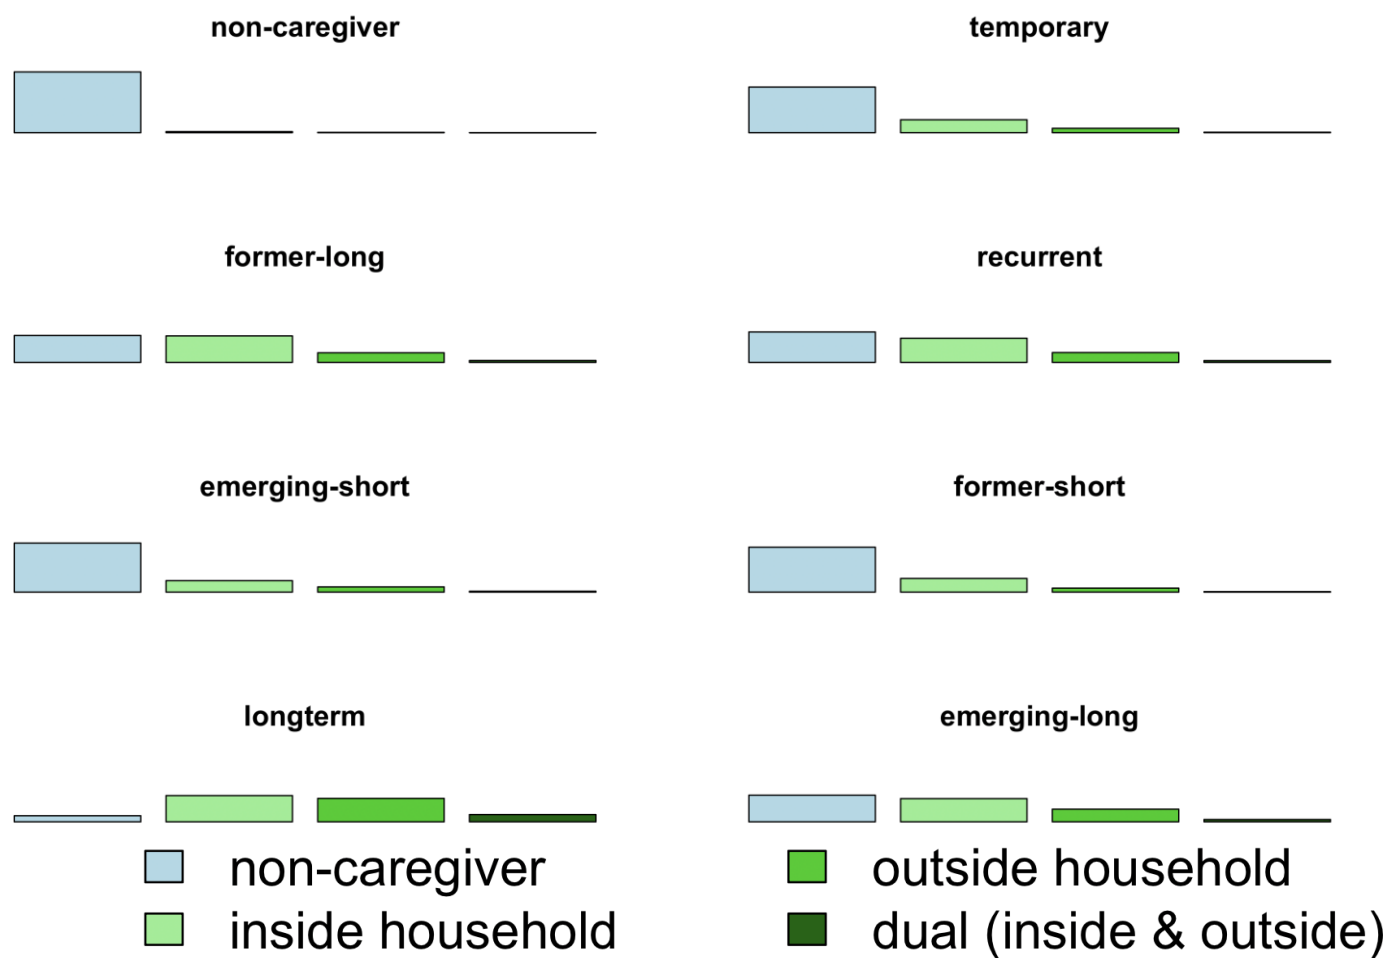 non-caregiver
temporary
former-long
recurrent
emerging-short
former-short
longterm
emerging-long
non-caregiver
outside household
inside household
dual (inside & outside)